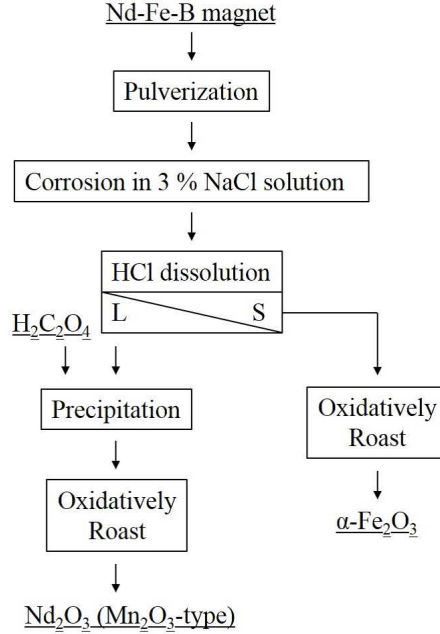 Nd-Fe-B magnet
Pulverization
Corrosion in 3 % NaCl solution
HCl dissolution
L S
H₂C₂O₄
Precipitation
Oxidatively
Roast
Nd₂O₃ (Mn₂O₃-type)
Oxidatively
Roast
α-Fe₂O₃